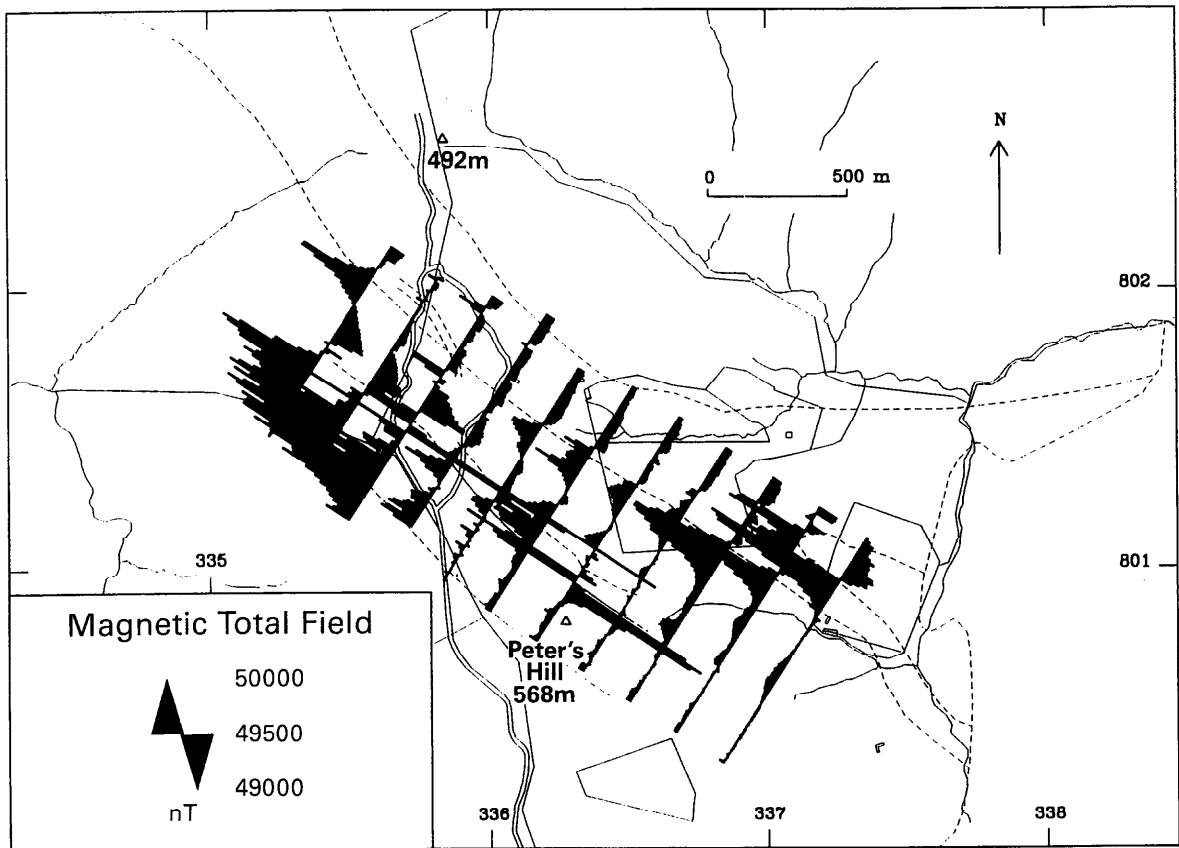 492m
N
0 500 m
802
335
801
Magnetic Total Field
50000
49500
49000
nT
Peter's
Hill
568m
336
337
338